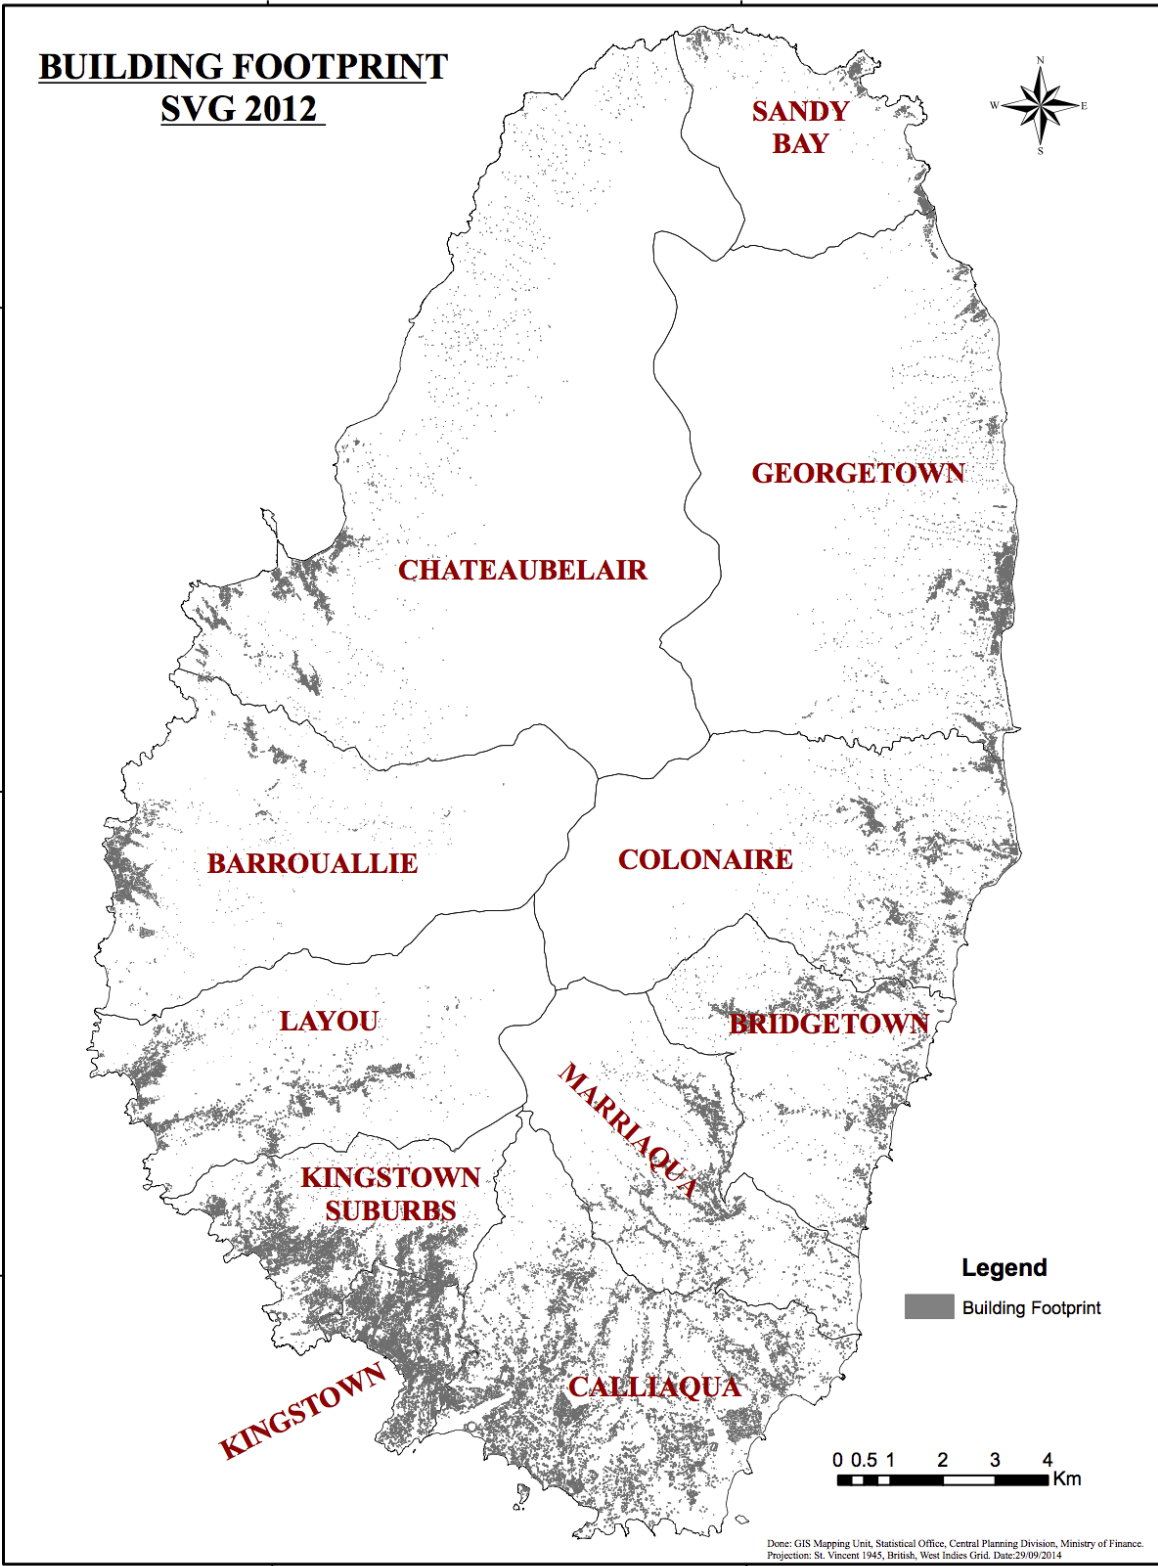 BUILDING FOOTPRINT
SVG 2012
N
W
E
S
SANDY
BAY
GEORGETOWN
CHATEAUBELAIR
BARROUALLIE
COLONAIRE
LAYOU
BRIDGETOWN
MARRIAQUA
KINGSTOWN
SUBURBS
KINGSTOWN
CALLIAQUA
Legend
Building Footprint
0 0.5 1 2 3 4
Km
Done: GIS Mapping Unit, Statistical Office, Central Planning Division, Ministry of Finance.
Projection: St. Vincent 1945, British, West Indies Grid. Date:29/09/2014